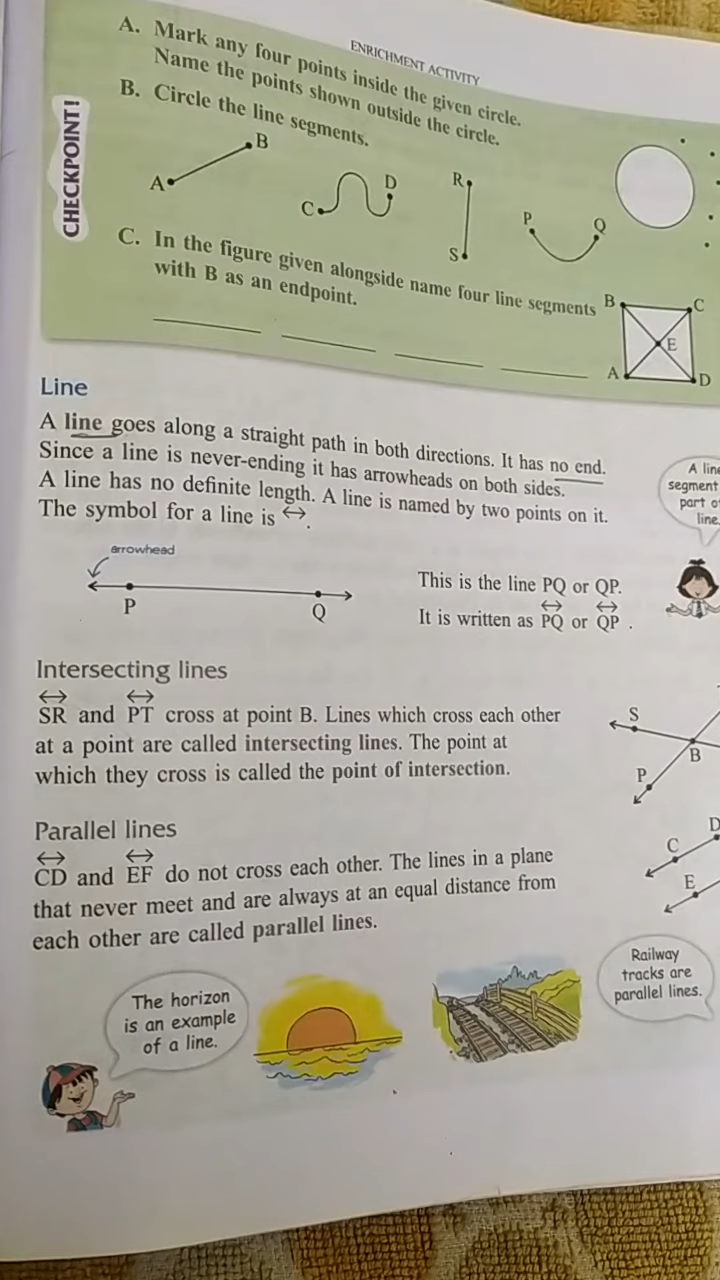 ENRICHMENT ACTIVITY
CHECKPOINT!
A. Mark any four points inside the given circle.
Name the points shown outside the circle.
B. Circle the line segments.
A
B
C
D
R
S
P
Q
C. In the figure given alongside name four line segments
with B as an endpoint.
B
C
E
A
D
Line
A line goes along a straight path in both directions. It has no end.
Since a line is never-ending it has arrowheads on both sides.
A line has no definite length. A line is named by two points on it.
The symbol for a line is ↔.
A line
segment
part of
line.
arrowhead
P
Q
This is the line PQ or QP.
It is written as PQ or QP .
Intersecting lines
SR and PT cross at point B. Lines which cross each other
at a point are called intersecting lines. The point at
which they cross is called the point of intersection.
S
B
P
Parallel lines
CD and EF do not cross each other. The lines in a plane
that never meet and are always at an equal distance from
each other are called parallel lines.
D
C
E
The horizon
is an example
of a line.
Railway
tracks are
parallel lines.